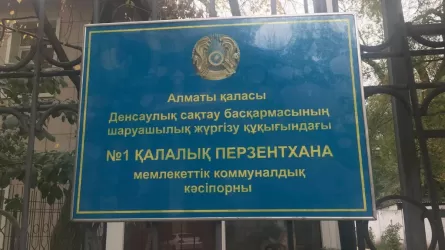 Алматы қаласы
Денсаулық сақтау басқармасының
шаруашылық жүргізу құқығындағы
№1 ҚАЛАЛЫҚ ПЕРЗЕНТХАНА
мемлекеттік коммуналдық
кәсіпорны